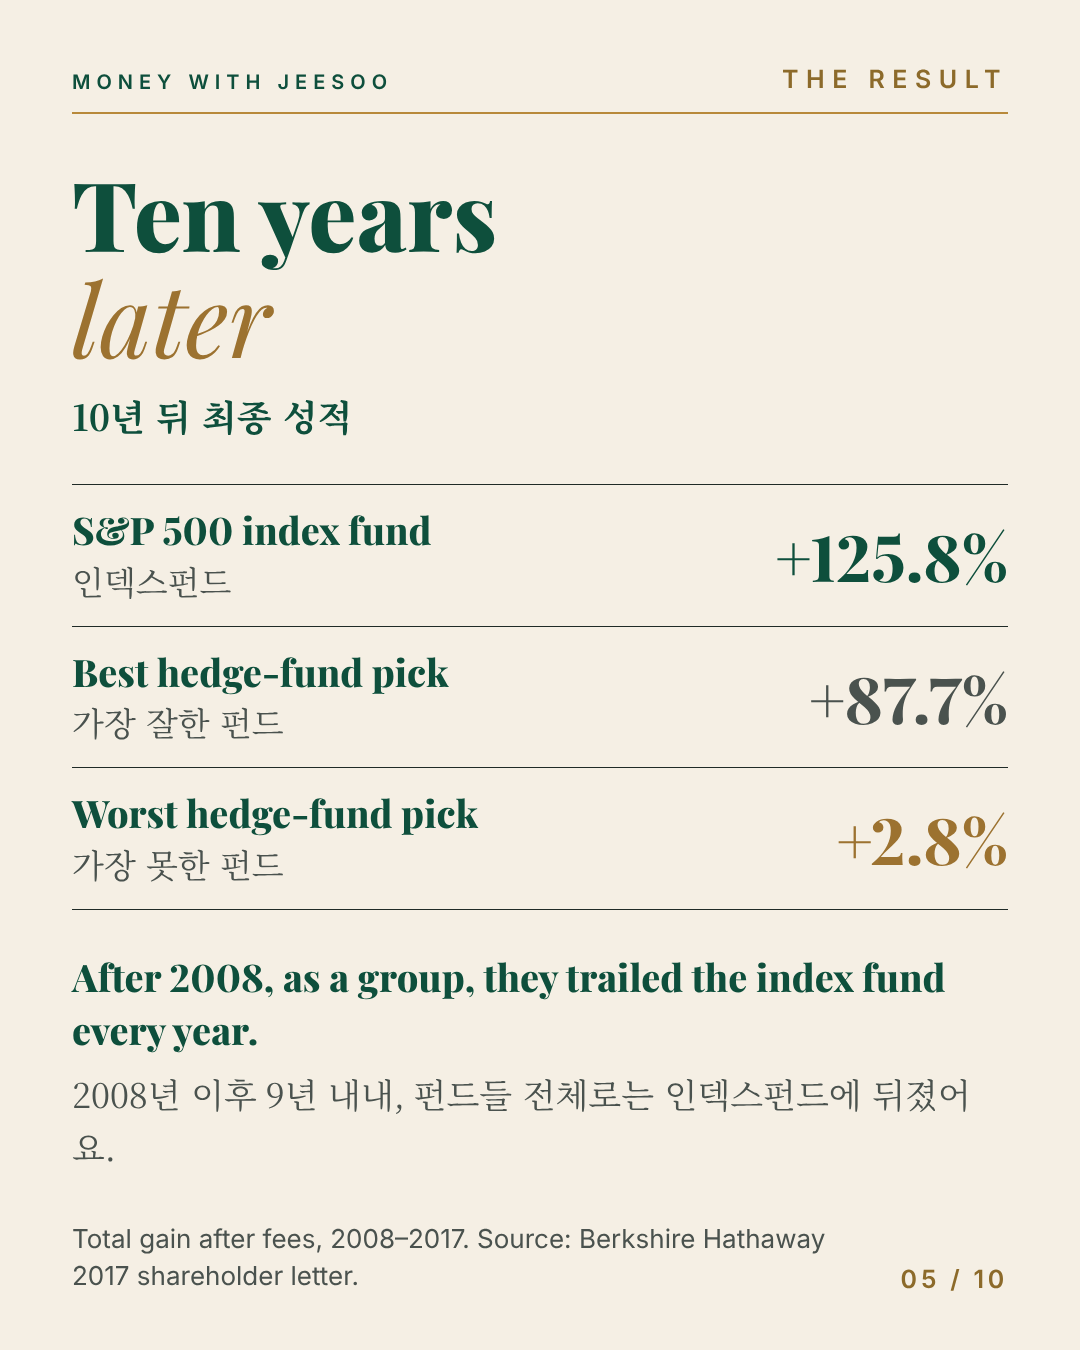 MONEY WITH JEESOO
THE RESULT
Ten years
later
10년 뒤 최종 성적
S&P 500 index fund
인덱스펀드
+125.8%
Best hedge-fund pick
가장 잘한 펀드
+87.7%
Worst hedge-fund pick
가장 못한 펀드
+2.8%
After 2008, as a group, they trailed the index fund
every year.
2008년 이후 9년 내내, 펀드들 전체로는 인덱스펀드에 뒤졌어
요.
Total gain after fees, 2008–2017. Source: Berkshire Hathaway
2017 shareholder letter.
05 / 10